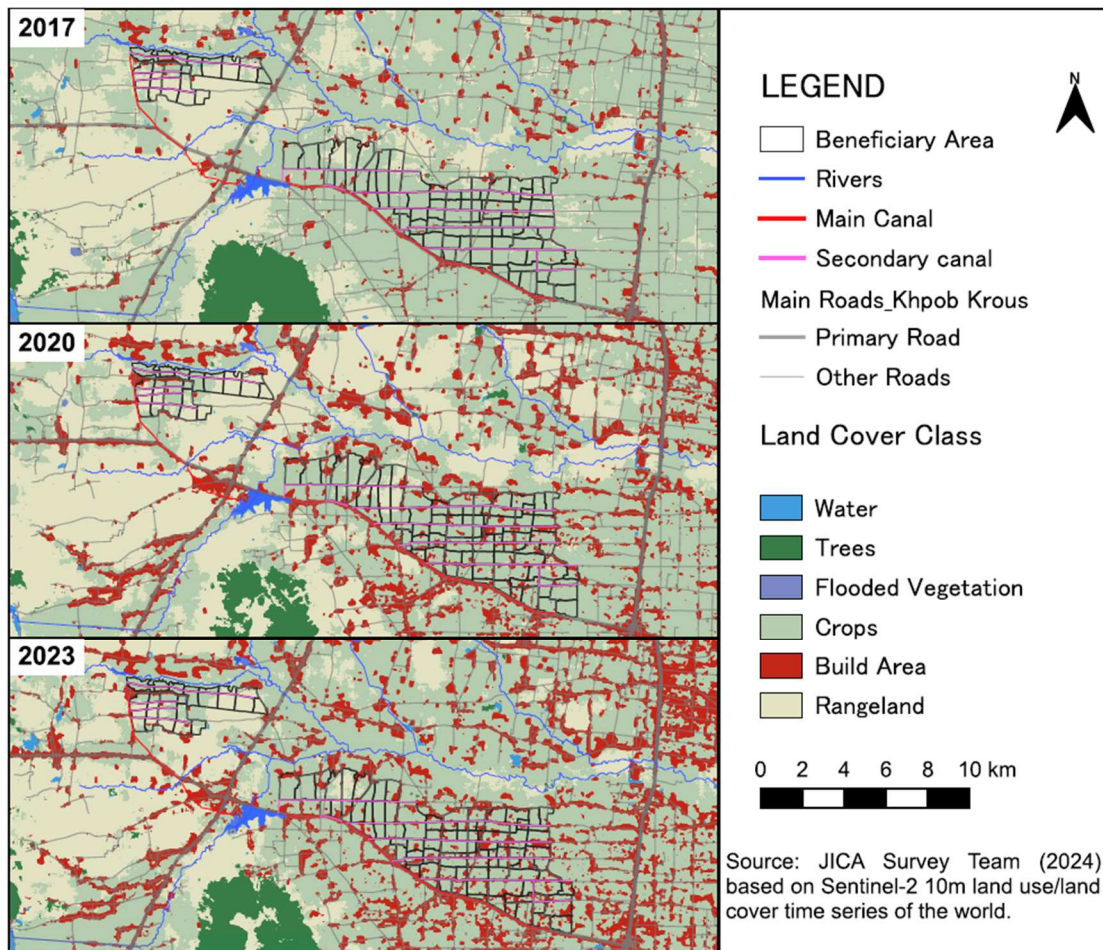 2017
2020
2023
N
LEGEND
Beneficiary Area
Rivers
Main Canal
Secondary canal
Main Roads_Khpob Krous
Primary Road
Other Roads
Land Cover Class
Water
Trees
Flooded Vegetation
Crops
Build Area
Rangeland
0 2 4 6 8 10 km
Source: JICA Survey Team (2024)
based on Sentinel-2 10m land use/land
cover time series of the world.